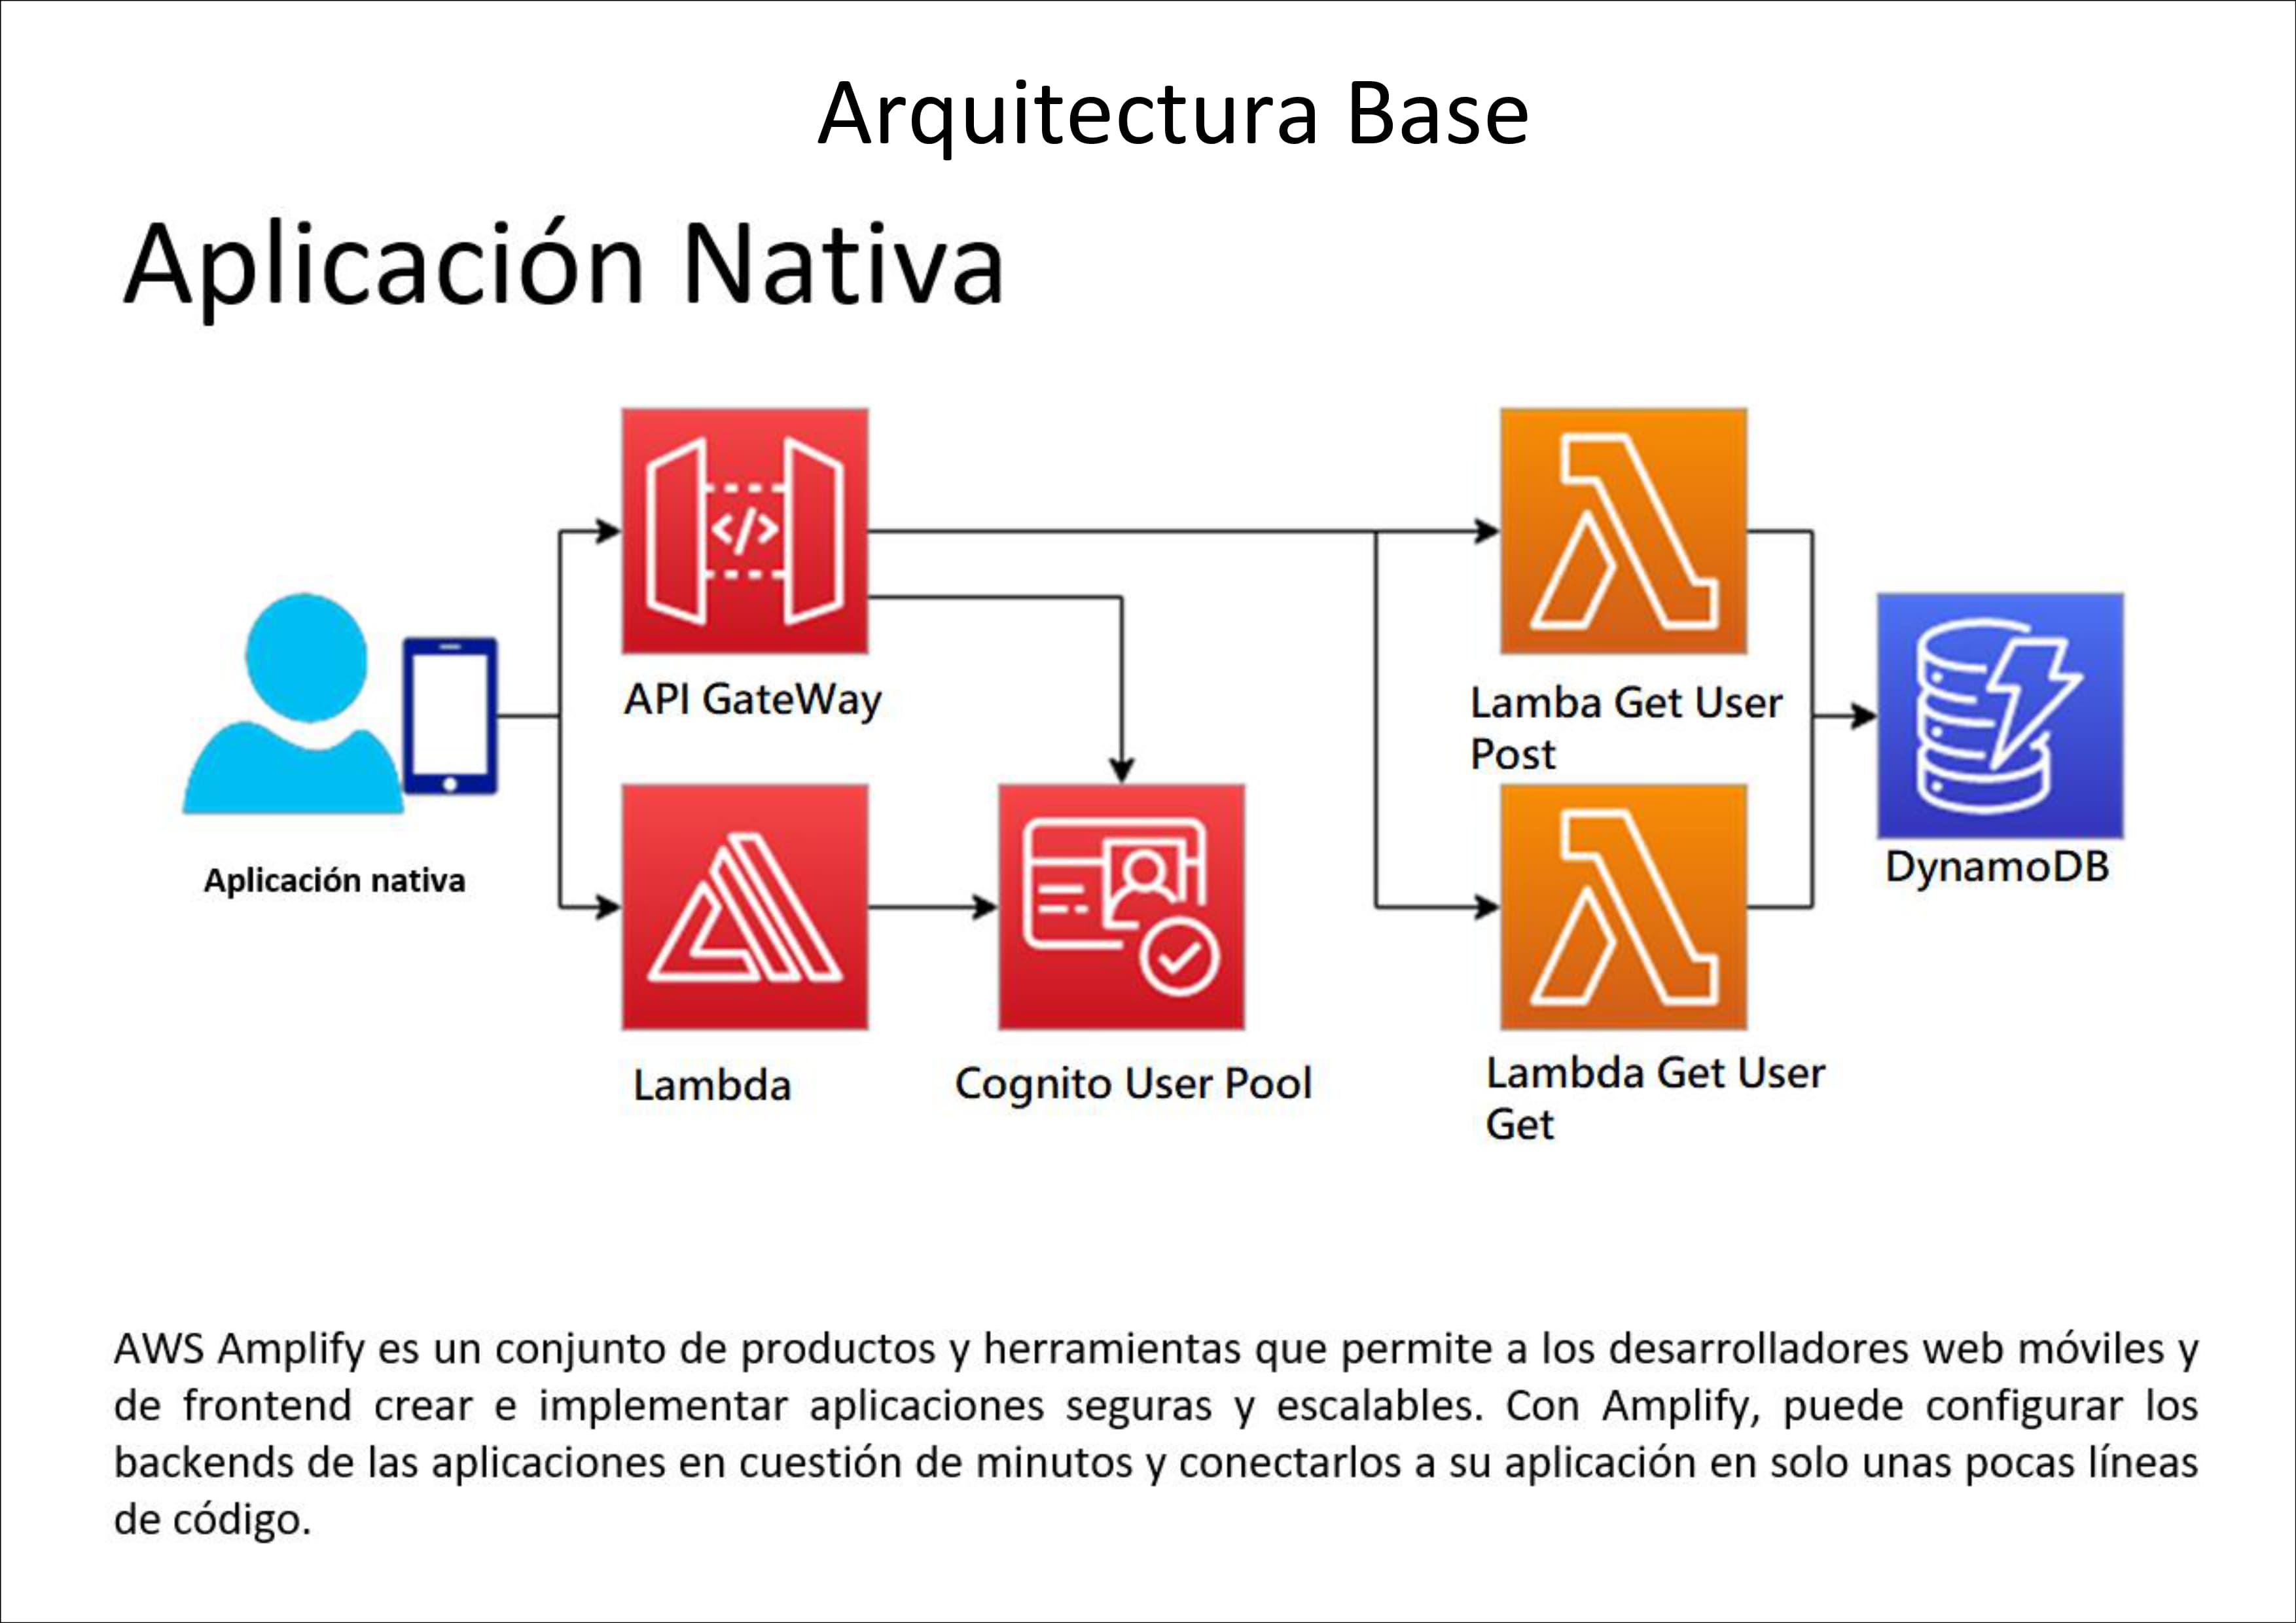 Arquitectura Base
Aplicación Nativa
API GateWay
Lamba Get User
Post
DynamoDB
Aplicación nativa
Lambda
Cognito User Pool
Lambda Get User
Get
AWS Amplify es un conjunto de productos y herramientas que permite a los desarrolladores web móviles y
de frontend crear e implementar aplicaciones seguras y escalables. Con Amplify, puede configurar los
backends de las aplicaciones en cuestión de minutos y conectarlos a su aplicación en solo unas pocas líneas
de código.